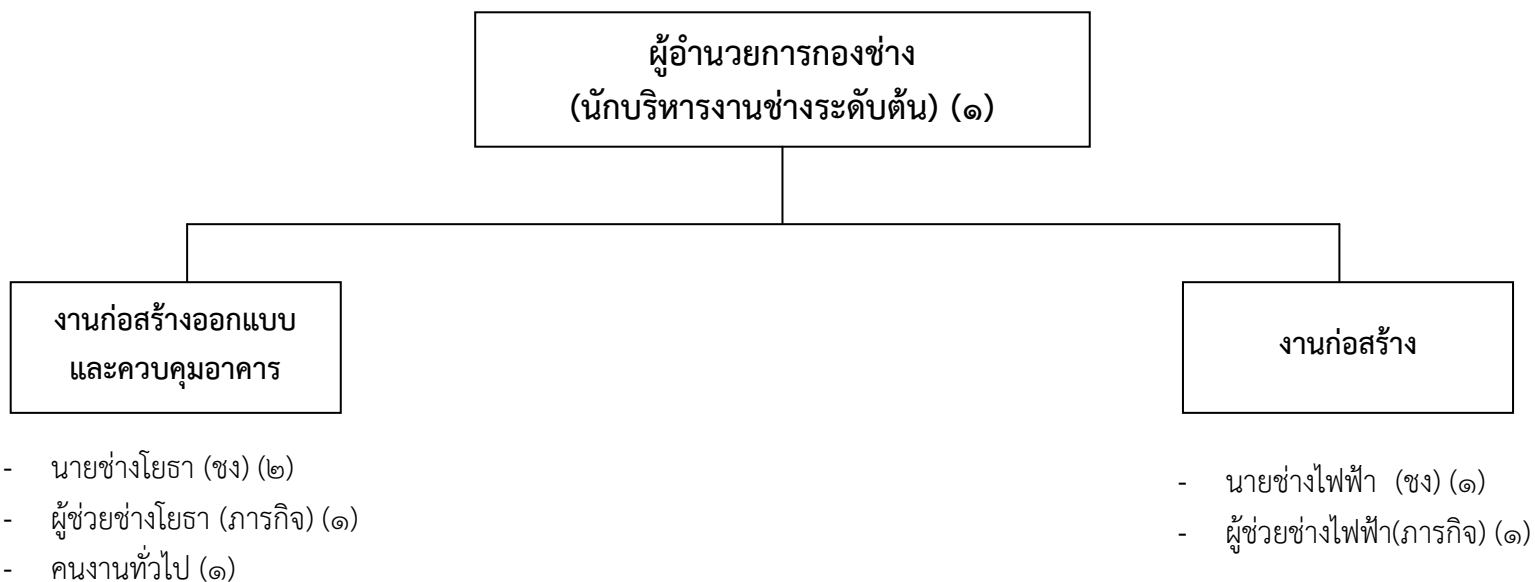 ผู้อำนวยการกองช่าง
(นักบริหารงานช่างระดับต้น) (๑)
งานก่อสร้างออกแบบ
และควบคุมอาคาร
- นายช่างโยธา (ชง) (๒)
- ผู้ช่วยช่างโยธา (ภารกิจ) (๑)
- คนงานทั่วไป (๑)
งานก่อสร้าง
- นายช่างไฟฟ้า (ชง) (๑)
- ผู้ช่วยช่างไฟฟ้า(ภารกิจ) (๑)